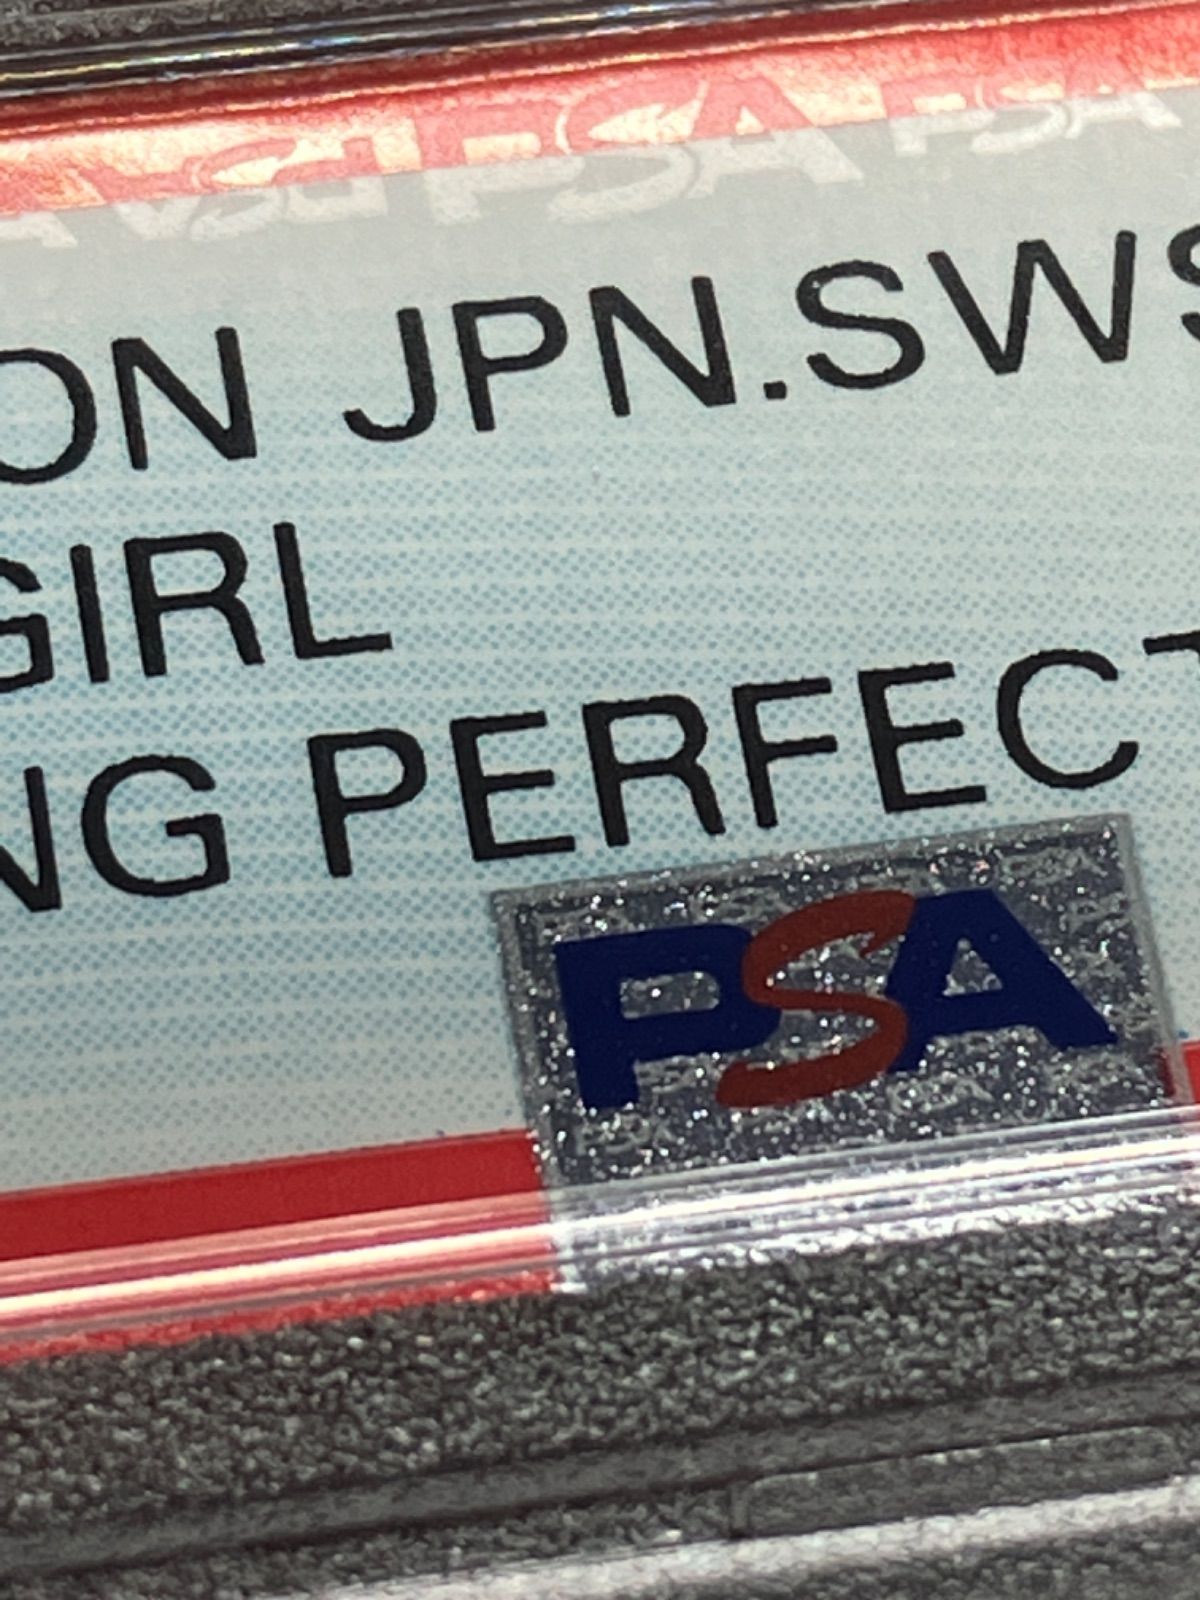 PSA PSA PSA
ON JPN.SWS
GIRL
NG PERFECT
PSA